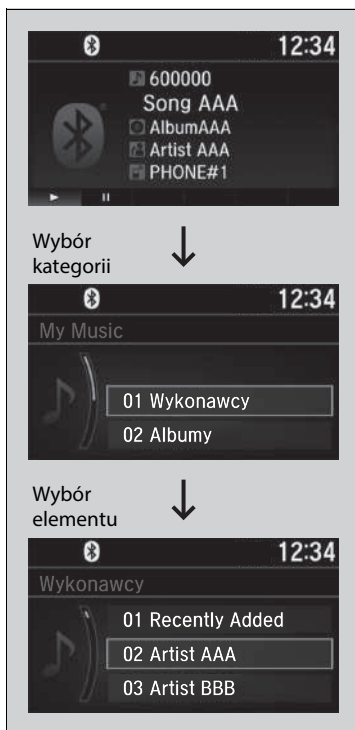 12:34
600000
Song AAA
AlbumAAA
Artist AAA
PHONE#1
Wybór
kategorii
12:34
My Music
01 Wykonawcy
02 Albumy
Wybór
elementu
12:34
Wykonawcy
01 Recently Added
02 Artist AAA
03 Artist BBB